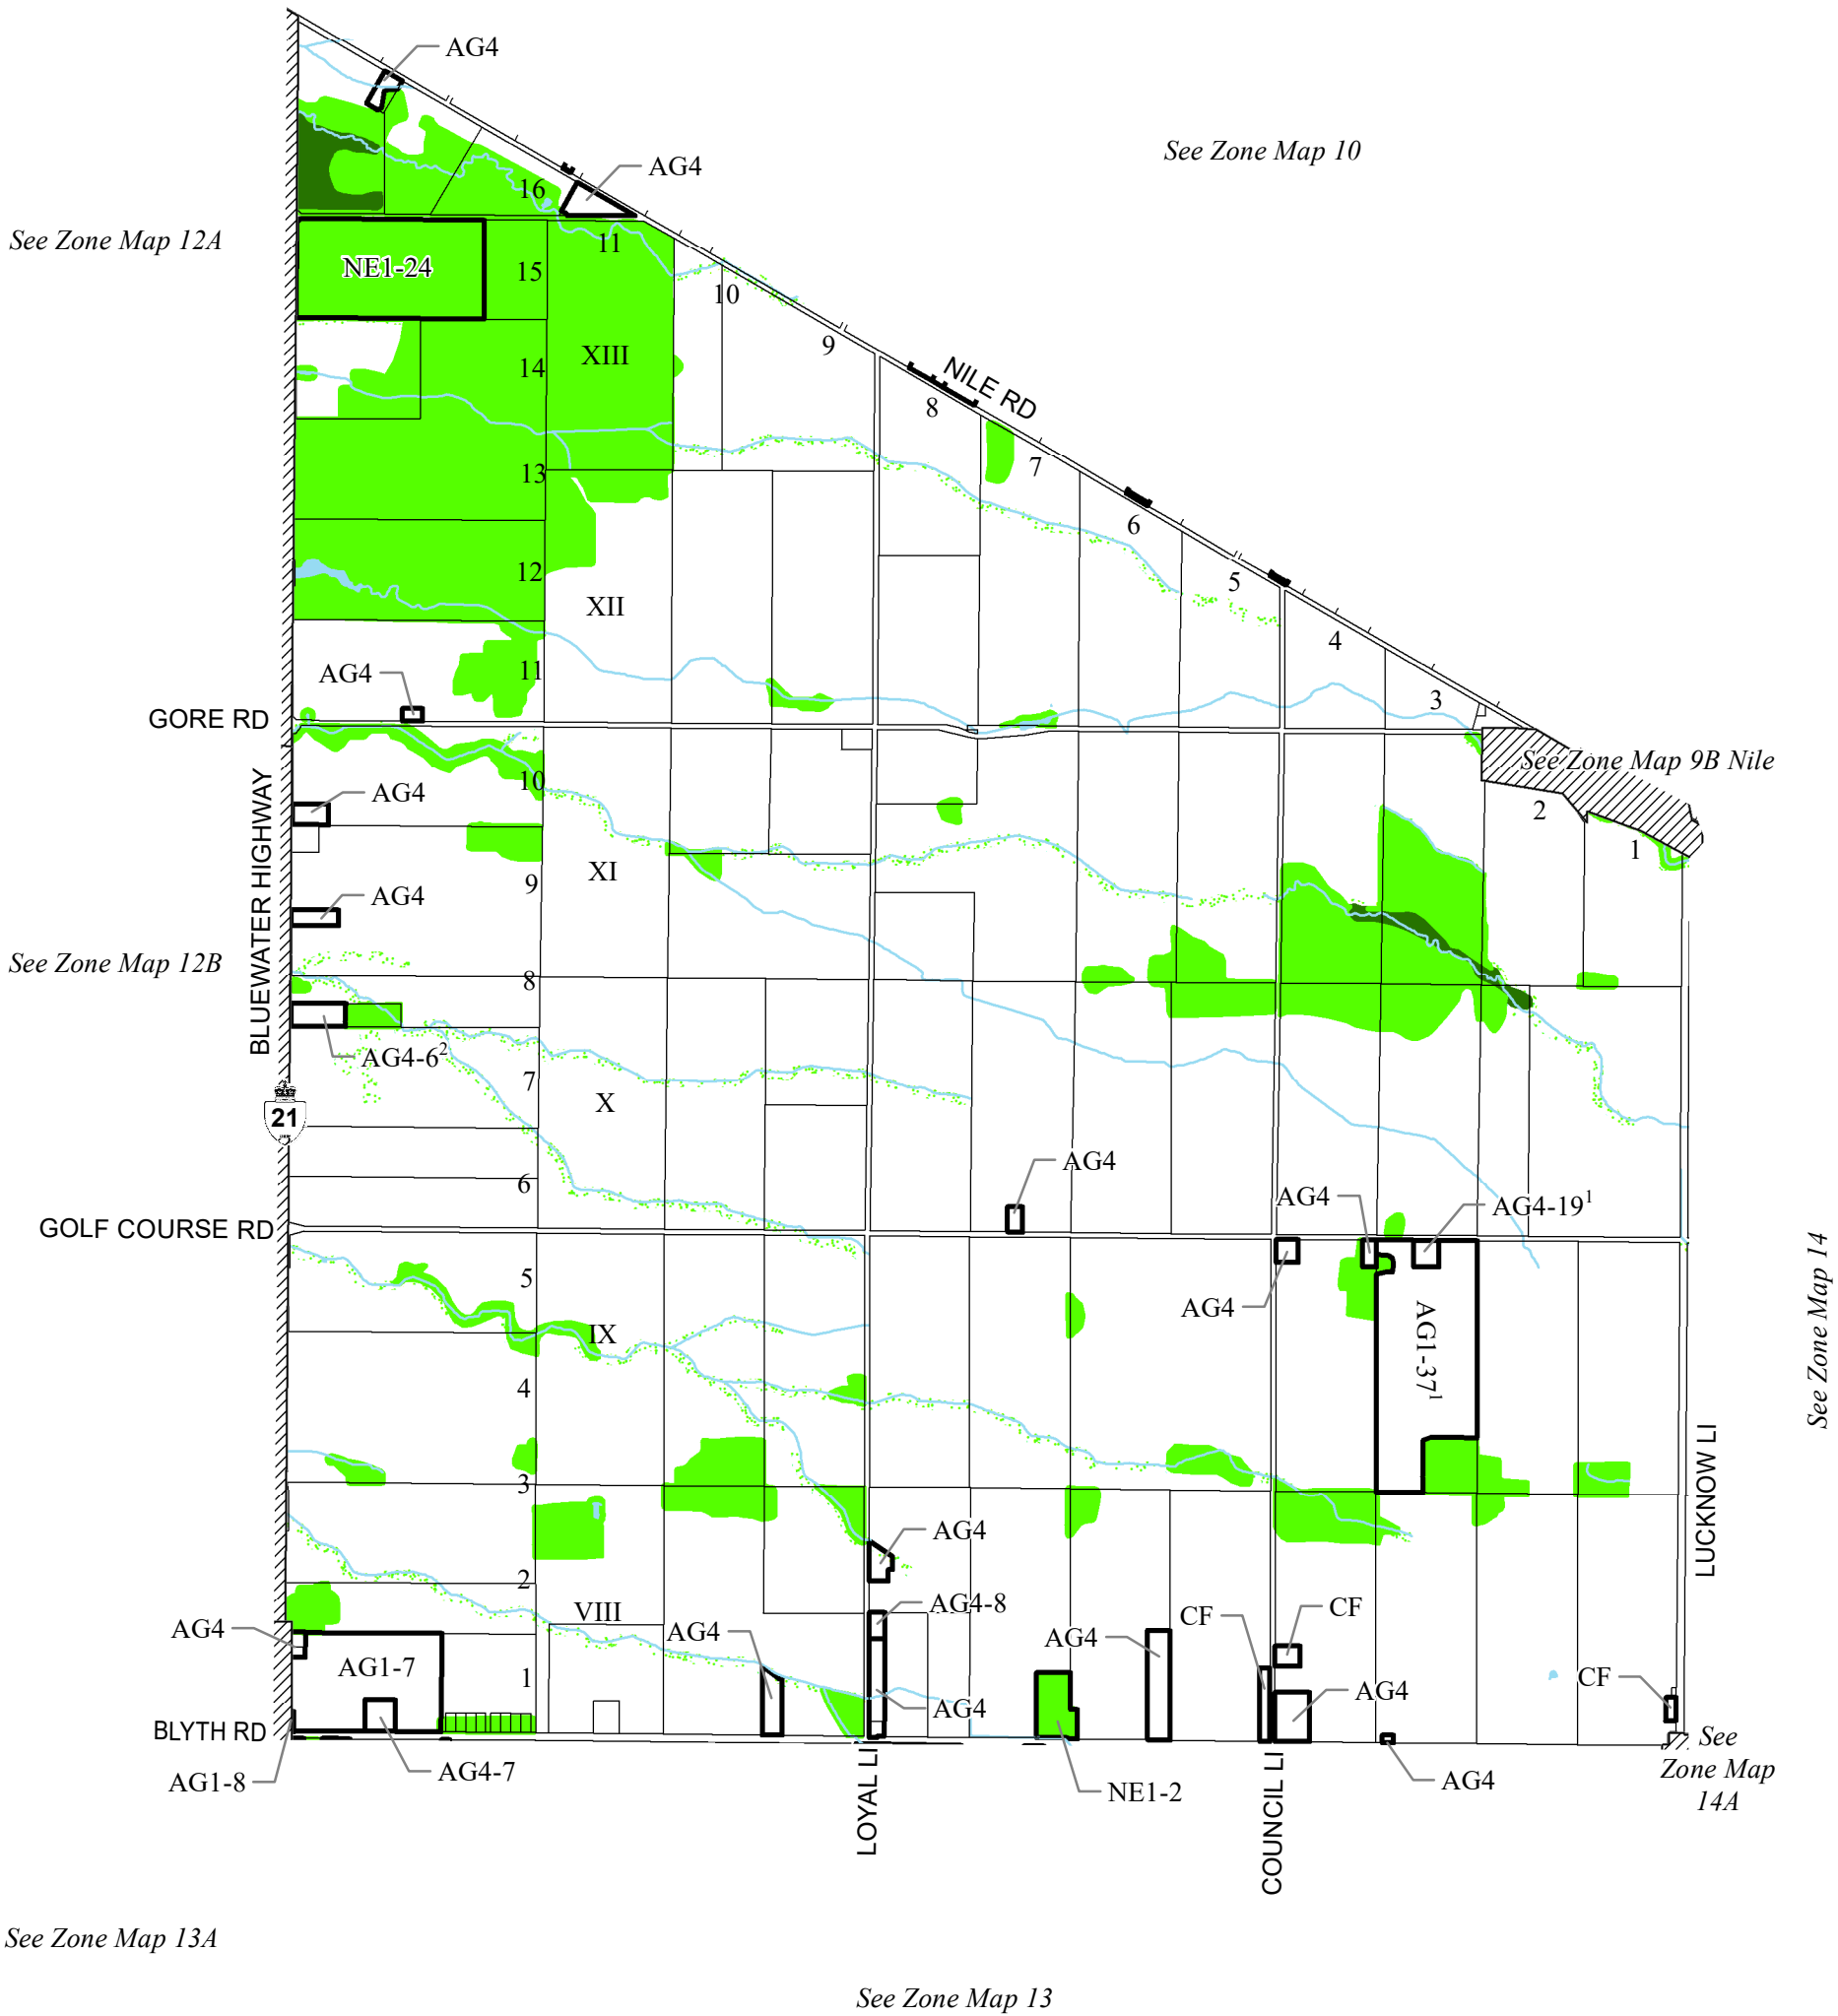 AG4
See Zone Map 10
AG4
16
See Zone Map 12A
11
NE1-24
15
10
9
XIII
14
NILE RD
8
7
13
6
12
5
XII
4
11
AG4
3
GORE RD
See Zone Map 9B Nile
10
AG4
2
1
BLUEWATER HIGHWAY
XI
9
AG4
See Zone Map 12B
8
AG4-6²
7
X
21
AG4
6
AG4
AG4-19¹
GOLF COURSE RD
5
AG4
See Zone Map 14
IX
AG1-37¹
4
3
LUCKNOW LI
AG4
2
AG4-8
VIII
CF
CF
AG4
AG4
AG4
AG1-7
1
CF
AG4
AG4
BLYTH RD
See
Zone Map
14A
AG1-8
AG4-7
NE1-2
AG4
LOYAL LI
COUNCIL LI
See Zone Map 13A
See Zone Map 13